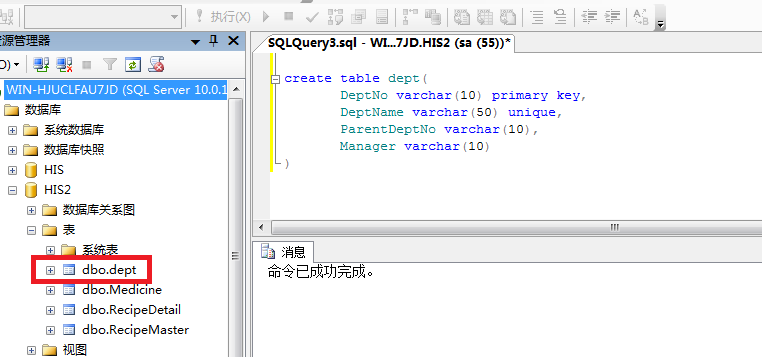 执行(X)
资源管理器
SQLQuery3.sql - WI...7JD.HIS2 (sa (55))*
WIN-HJUCLFAU7JD (SQL Server 10.0.1
数据库
系统数据库
数据库快照
HIS
HIS2
数据库关系图
表
系统表
dbo.dept
dbo.Medicine
dbo.RecipeDetail
dbo.RecipeMaster
视图
create table dept(
DeptNo varchar(10) primary key,
DeptName varchar(50) unique,
ParentDeptNo varchar(10),
Manager varchar(10)
)
消息
命令已成功完成。